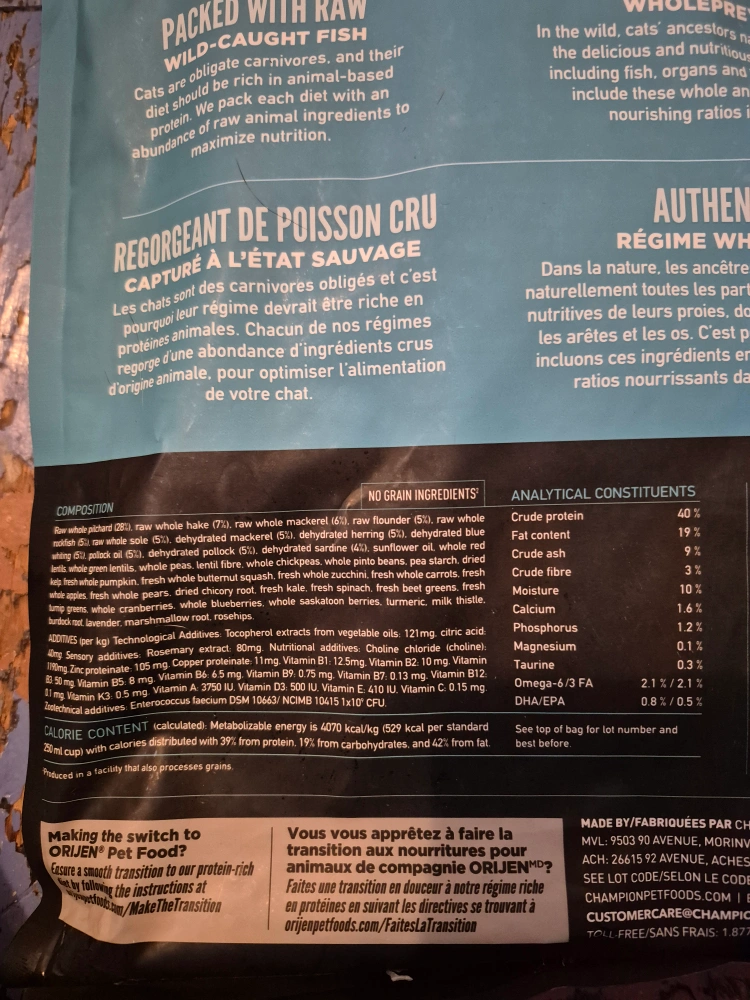 PACKED WITH RAW
WILD-CAUGHT FISH
Cats are obligate carnivores, and their
diet should be rich in animal-based
protein. We pack each diet with an
abundance of raw animal ingredients to
maximize nutrition.
WHOLEPRE
In the wild, cats' ancestors na
the delicious and nutritious
including fish, organs and
include these whole an
nourishing ratios i
REGORGEANT DE POISSON CRU
CAPTURÉ À L'ÉTAT SAUVAGE
Les chats sont des carnivores obligés et c'est
pourquoi leur régime devrait être riche en
protéines animales. Chacun de nos régimes
regorge d'une abondance d'ingrédients crus
d'origine animale, pour optimiser l'alimentation
de votre chat.
AUTHEN
RÉGIME WH
Dans la nature, les ancêtre
naturellement toutes les part
nutritives de leurs proies, do
les arêtes et les os. C'est p
incluons ces ingrédients en
ratios nourrissants da
NO GRAIN INGREDIENTS‡
COMPOSITION
Raw whole pilchard (28%), raw whole hake (7%), raw whole mackerel (6%), raw flounder (5%), raw whole
rockfish (5%), raw whole sole (5%), dehydrated mackerel (5%), dehydrated herring (5%), dehydrated blue
whiting (5%), pollock oil (5%), dehydrated pollock (5%), dehydrated sardine (4%), sunflower oil, whole red
lentils, whole green lentils, whole peas, lentil fibre, whole chickpeas, whole pinto beans, pea starch, dried
kelp, fresh whole pumpkin, fresh whole butternut squash, fresh whole zucchini, fresh whole carrots, fresh
whole apples, fresh whole pears, dried chicory root, fresh kale, fresh spinach, fresh beet greens, fresh
turnip greens, whole cranberries, whole blueberries, whole saskatoon berries, turmeric, milk thistle,
burdock root, lavender, marshmallow root, rosehips.
ADDITIVES (per kg) Technological Additives: Tocopherol extracts from vegetable oils: 121mg, citric acid:
40mg Sensory additives: Rosemary extract: 80mg. Nutritional additives: Choline chloride (choline):
1190mg, Zinc proteinate: 105 mg, Copper proteinate: 11mg, Vitamin B1: 12.5mg, Vitamin B2: 10 mg, Vitamin
B3: 50 mg, Vitamin B5: 8 mg, Vitamin B6: 6.5 mg, Vitamin B9: 0.75 mg, Vitamin B7: 0.13 mg, Vitamin B12:
0.1 mg, Vitamin K3: 0.5 mg, Vitamin A: 3750 IU, Vitamin D3: 500 IU, Vitamin E: 410 IU, Vitamin C: 0.15 mg.
Zootechnical additives: Enterococcus faecium DSM 10663/ NCIMB 10415 1x10⁹ CFU.
CALORIE CONTENT (calculated): Metabolizable energy is 4070 kcal/kg (529 kcal per standard
250 ml cup) with calories distributed with 39% from protein, 19% from carbohydrates, and 42% from fat.
Produced in a facility that also processes grains.
ANALYTICAL CONSTITUENTS
Crude protein 40 %
Fat content 19 %
Crude ash 9 %
Crude fibre 3 %
Moisture 10 %
Calcium 1.6 %
Phosphorus 1.2 %
Magnesium 0.1 %
Taurine 0.3 %
Omega-6/3 FA 2.1 % / 2.1 %
DHA/EPA 0.8 % / 0.5 %
See top of bag for lot number and
best before.
Making the switch to
ORIJEN® Pet Food?
Ensure a smooth transition to our protein-rich
diet by following the instructions at
orijenpetfoods.com/MakeTheTransition
Vous vous apprêtez à faire la
transition aux nourritures pour
animaux de compagnie ORIJENᴹᴰ?
Faites une transition en douceur à notre régime riche
en protéines en suivant les directives se trouvant à
orijenpetfoods.com/FaitesLaTransition
MADE BY/FABRIQUÉES PAR CH
MVL: 9503 90 AVENUE, MORINV
ACH: 26615 92 AVENUE, ACHES
SEE LOT CODE/SELON LE CODE
CHAMPIONPETFOODS.COM |
CUSTOMERCARE@CHAMPIO
TOLL-FREE/SANS FRAIS: 1.877